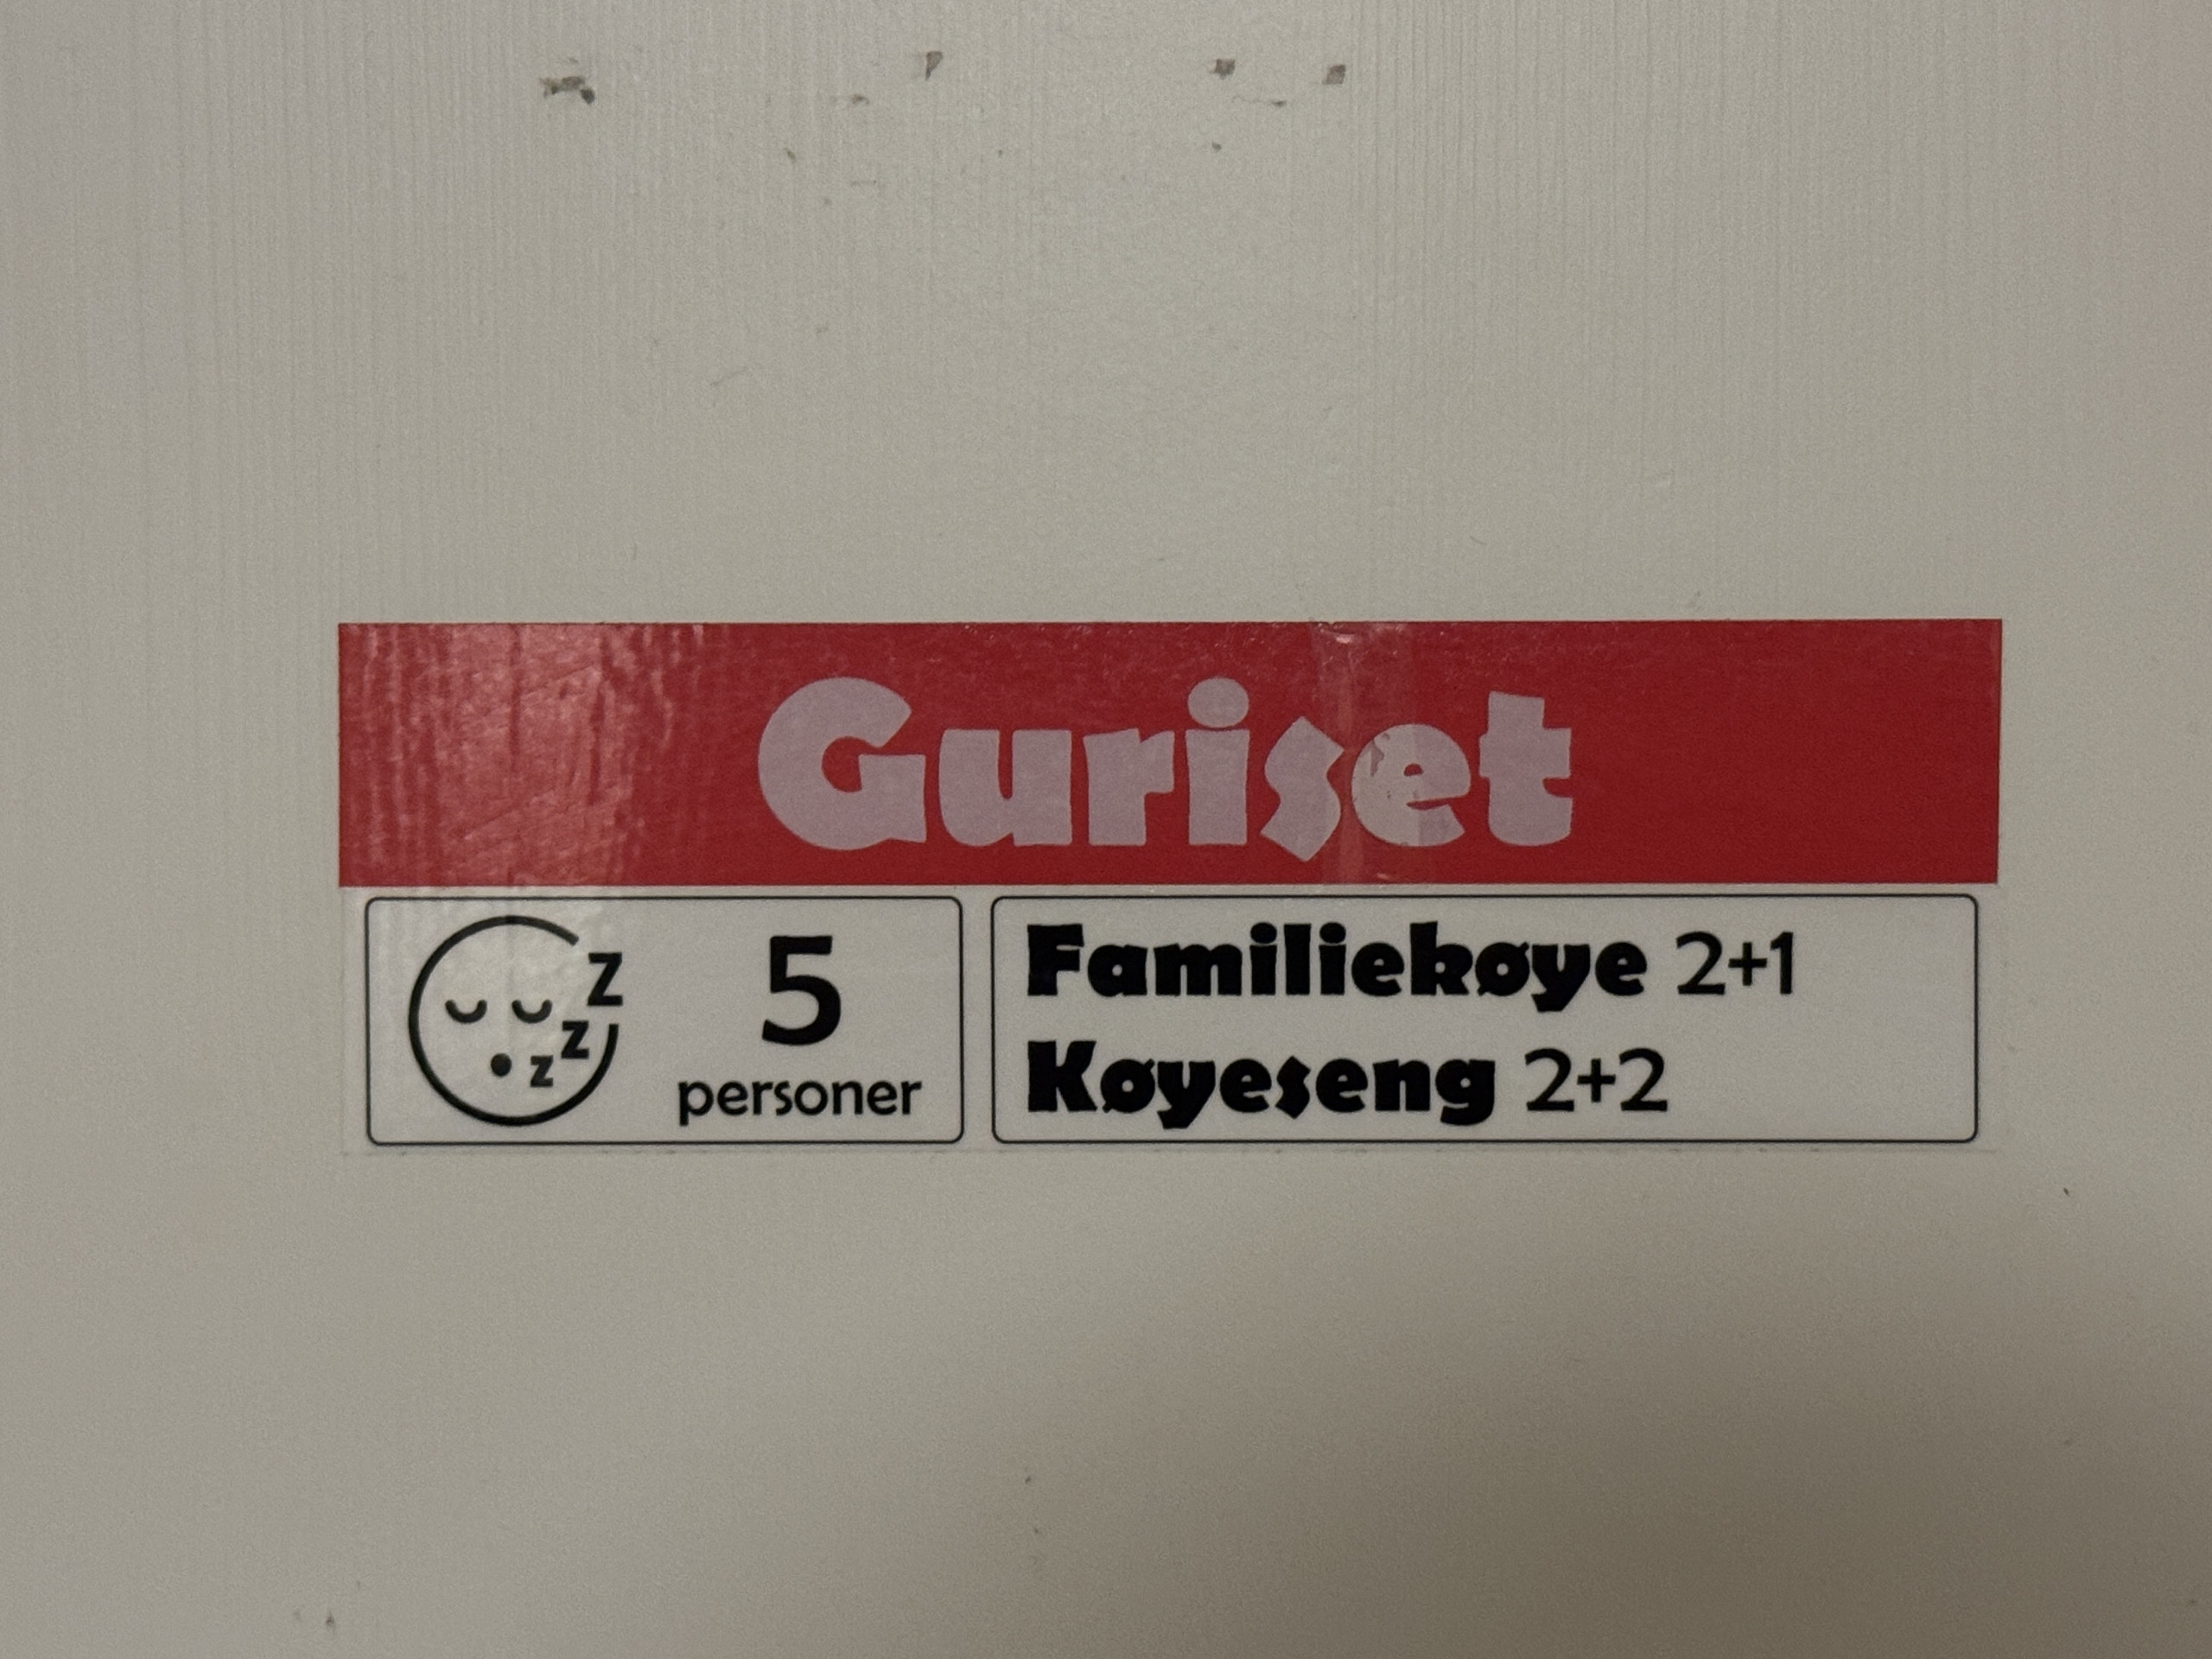 Guriset
5
personer
Familiekøye 2+1
Køyeseng 2+2
z z z